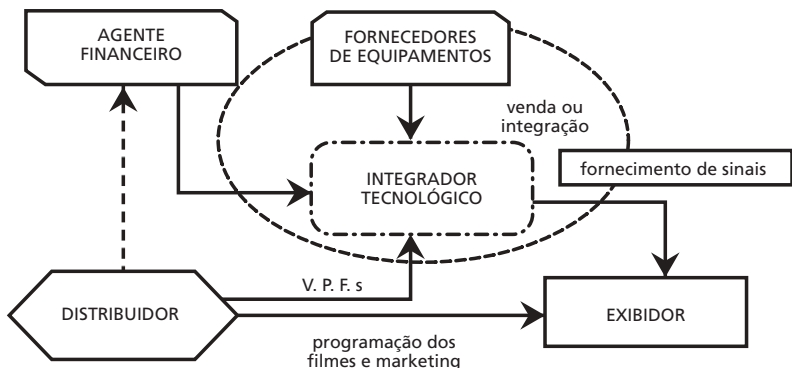 AGENTE
FINANCEIRO
FORNECEDORES
DE EQUIPAMENTOS
venda ou
integração
fornecimento de sinais
INTEGRADOR
TECNOLÓGICO
V. P. F. s
DISTRIBUIDOR
EXIBIDOR
programação dos
filmes e marketing